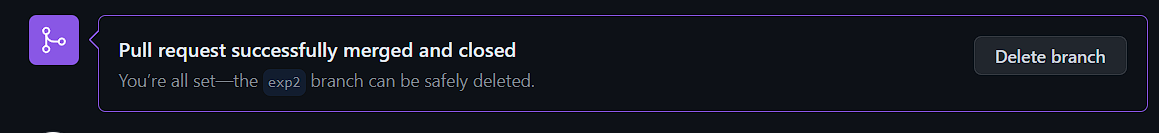 Pull request successfully merged and closed
You’re all set—the exp2 branch can be safely deleted.
Delete branch